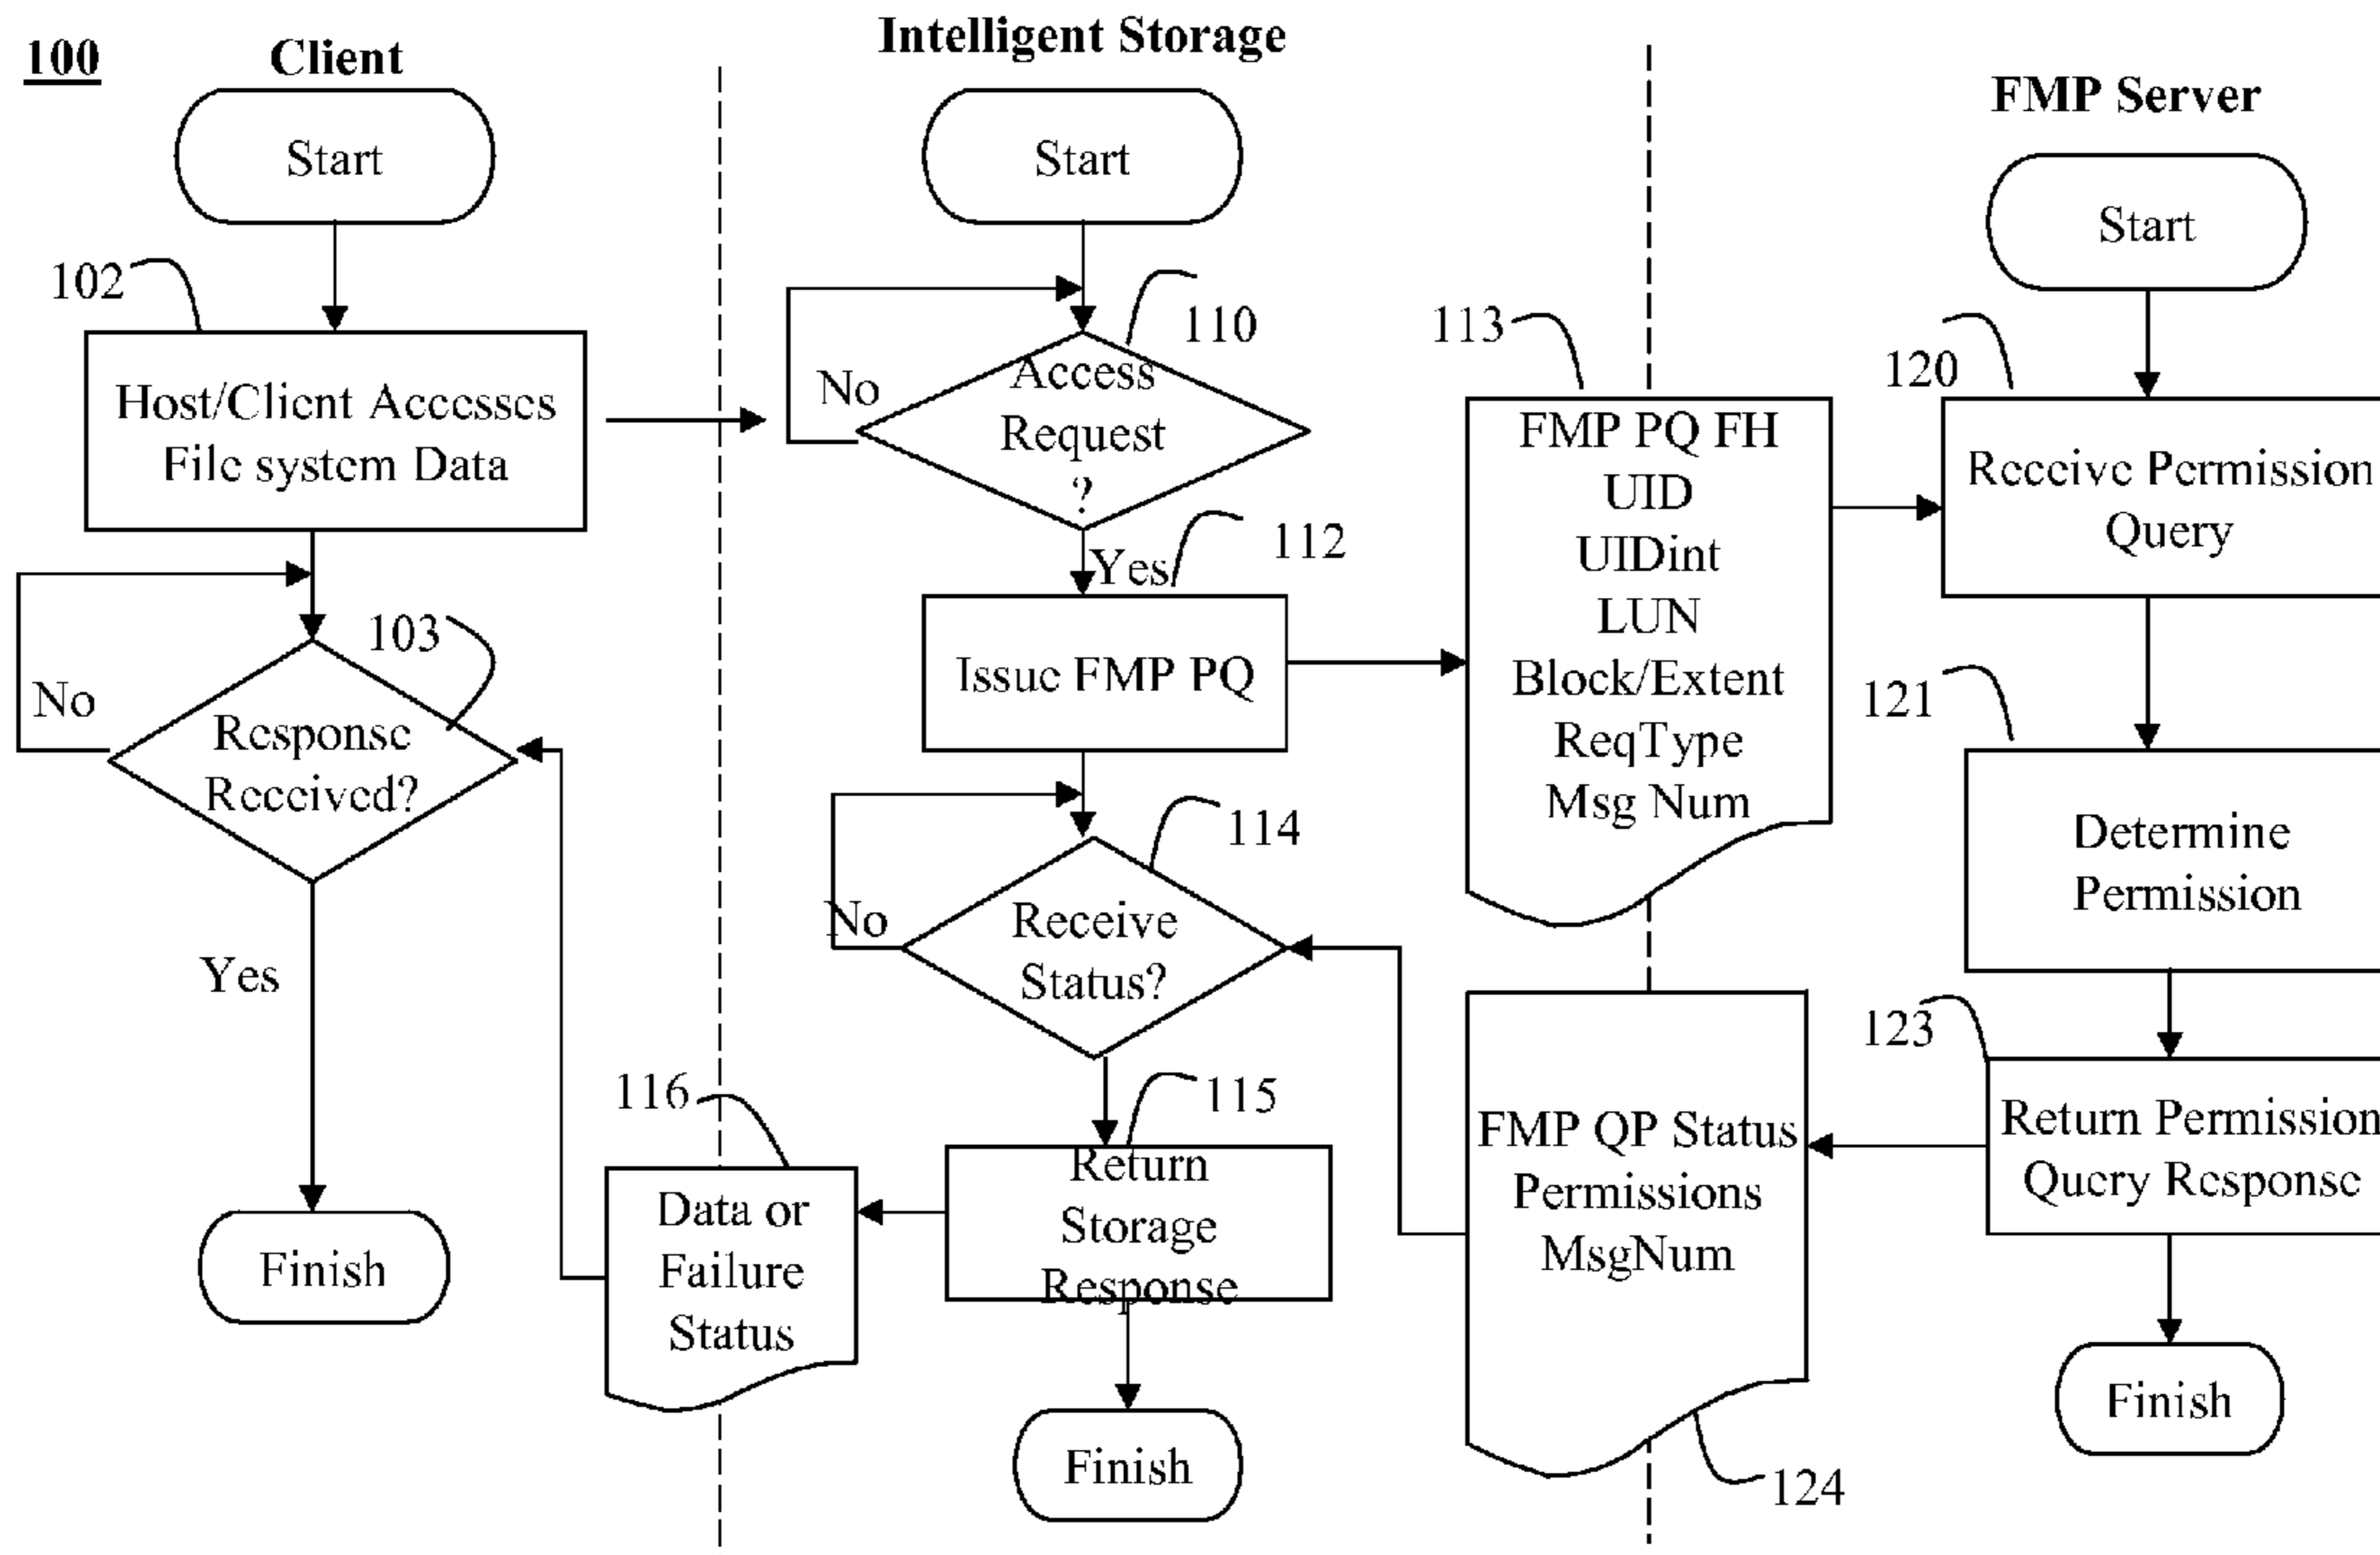 100
Client
Start
102
Host/Client Accesses
File system Data
103
No
Response
Received?
Yes
Finish
Intelligent Storage
Start
110
No
Access
Request
?
Yes
112
Issue FMP PQ
114
No
Receive
Status?
115
Return
Storage
Response
116
Data or
Failure
Status
Finish
113
FMP PQ FH
UID
UIDint
LUN
Block/Extent
ReqType
Msg Num
FMP QP Status
Permissions
MsgNum
124
FMP Server
Start
120
Receive Permission
Query
121
Determine
Permission
123
Return Permission
Query Response
Finish